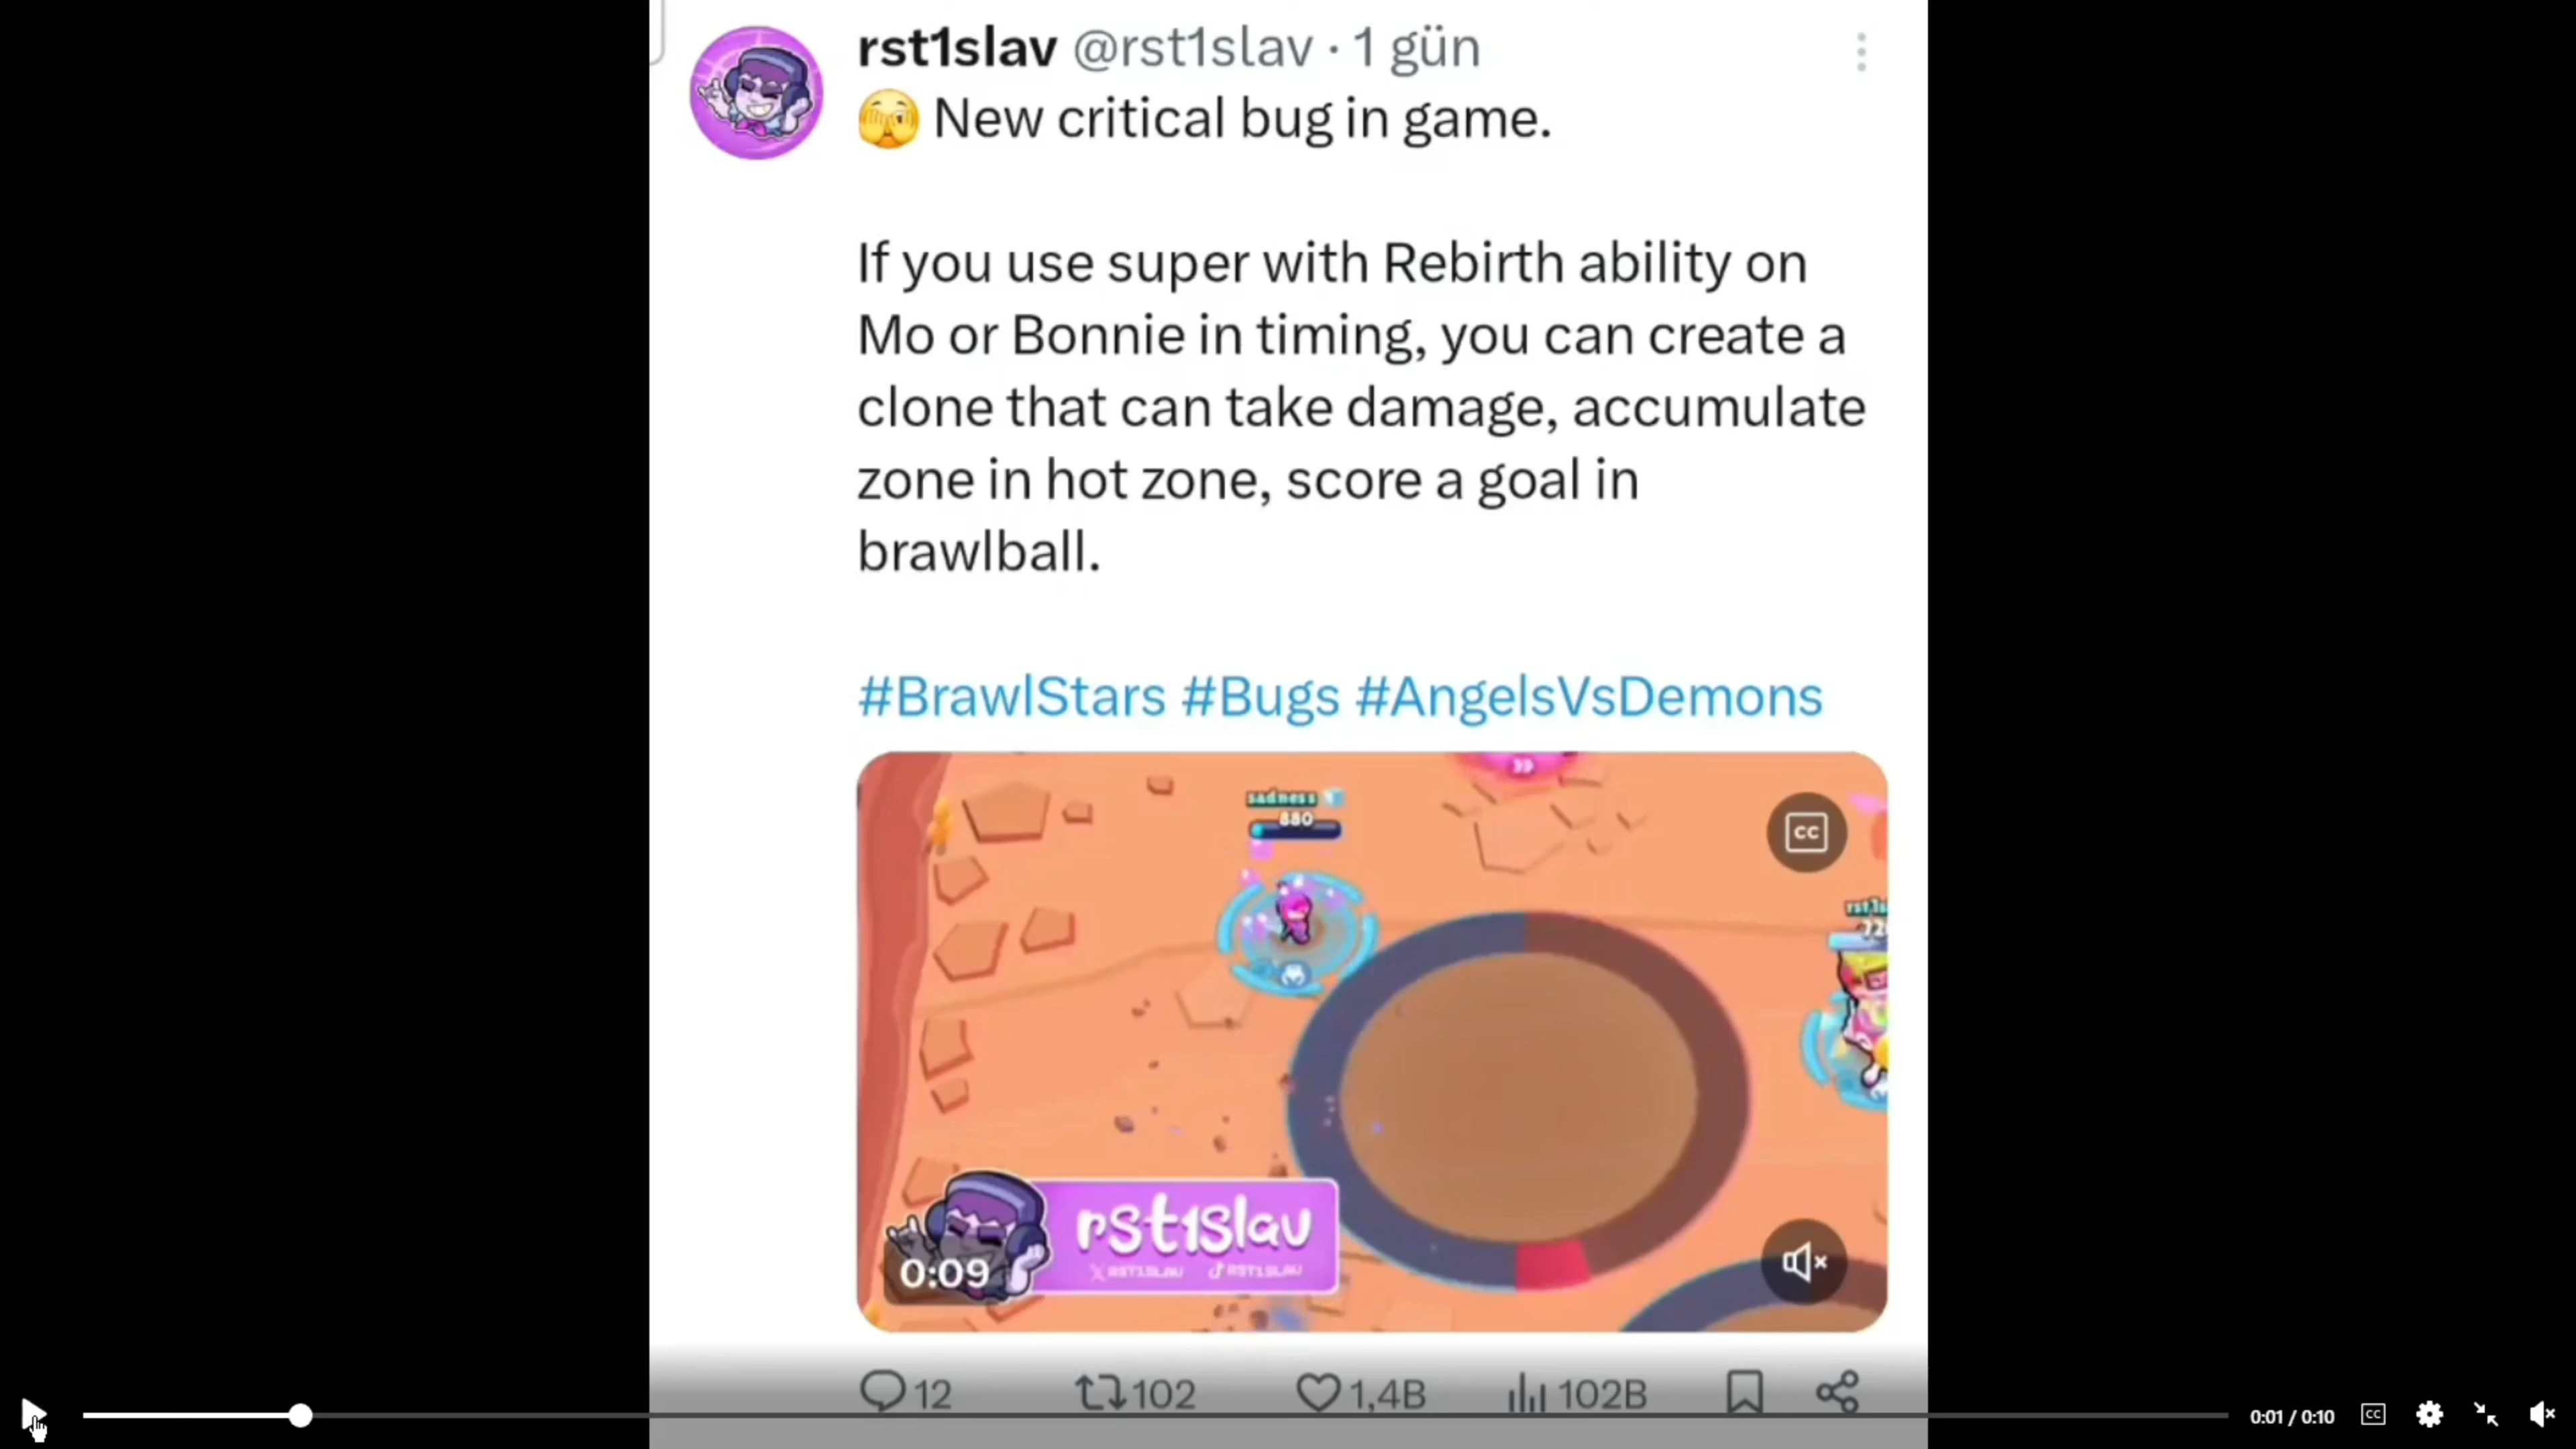 rst1slav @rst1slav · 1 gün
🫣 New critical bug in game.
If you use super with Rebirth ability on
Mo or Bonnie in timing, you can create a
clone that can take damage, accumulate
zone in hot zone, score a goal in
brawlball.
#BrawlStars #Bugs #AngelsVsDemons
sadness
880
CC
rst1slav
RST1SLAV RST1SLAV
0:09
12 102 1,4B 102B
0:01 / 0:10 CC